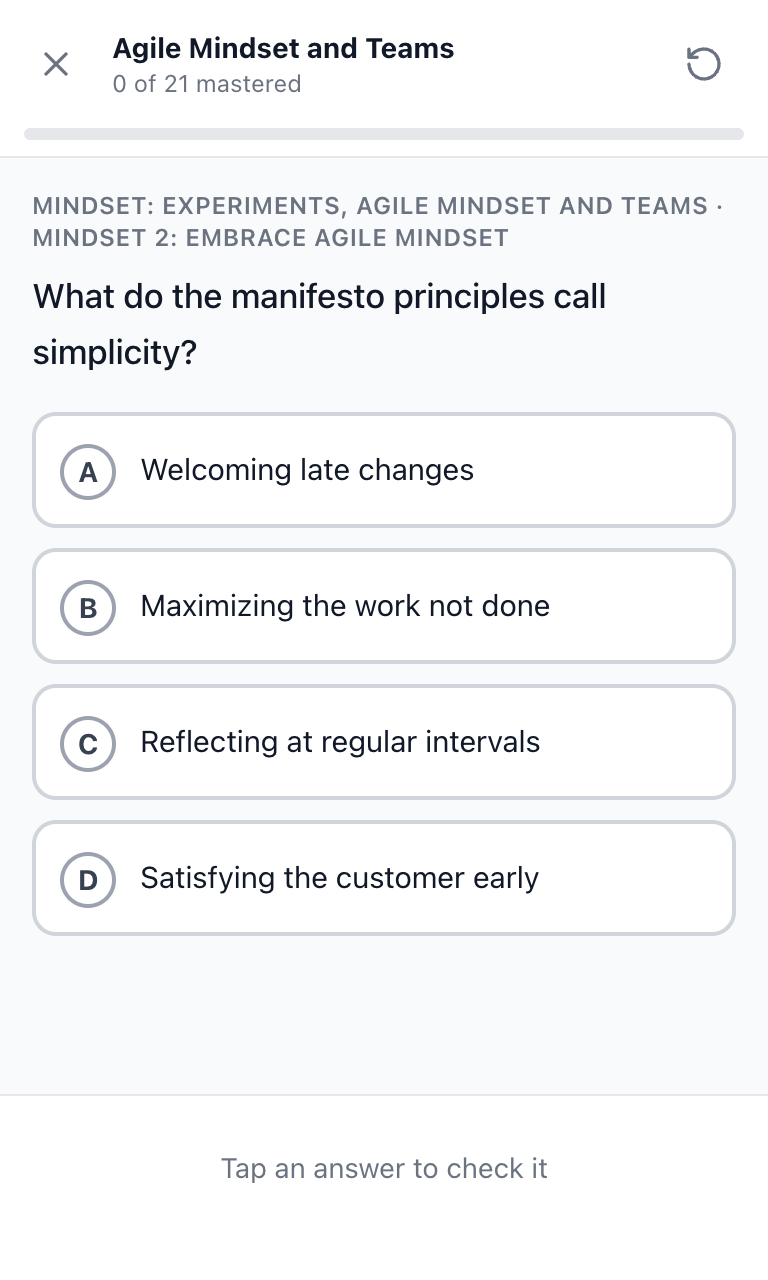 Agile Mindset and Teams
0 of 21 mastered
MINDSET: EXPERIMENTS, AGILE MINDSET AND TEAMS ·
MINDSET 2: EMBRACE AGILE MINDSET
What do the manifesto principles call
simplicity?
A Welcoming late changes
B Maximizing the work not done
C Reflecting at regular intervals
D Satisfying the customer early
Tap an answer to check it